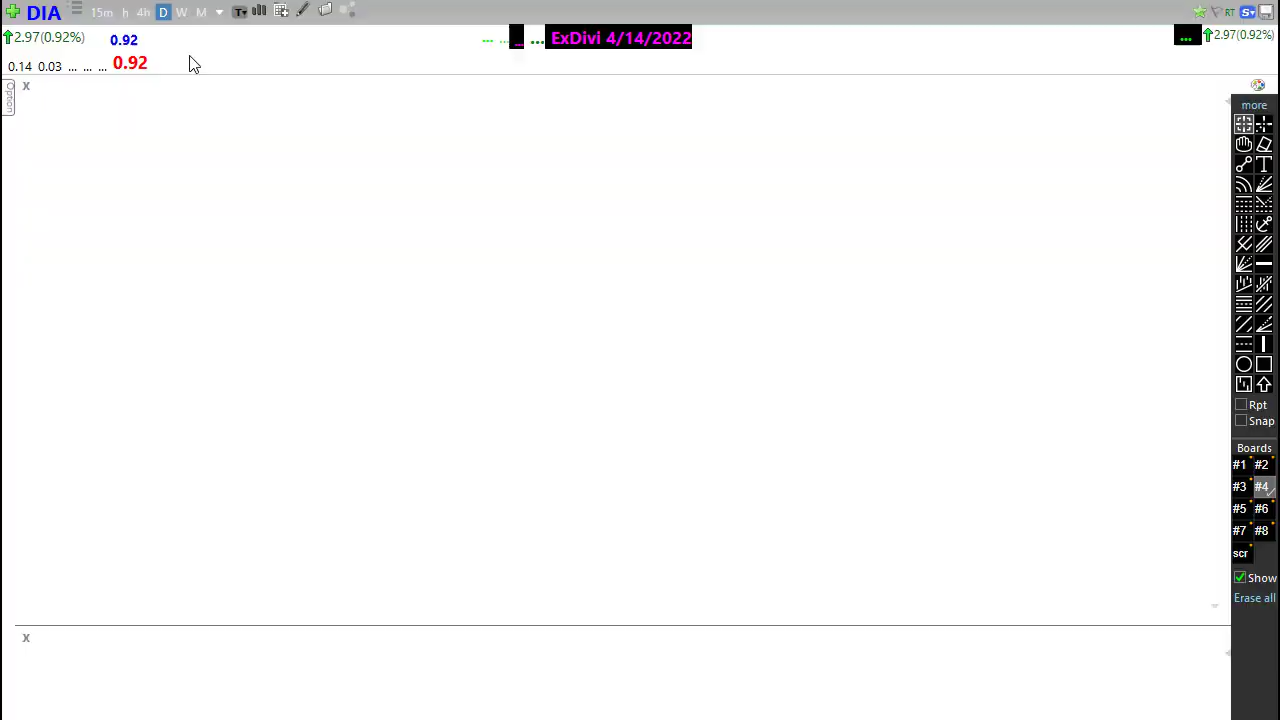 DIA 15m h 4h D W M T
2.97(0.92%) 0.92 ... ... ... ... ExDivi 4/14/2022 ... 2.97(0.92%)
0.14 0.03 ... ... ... 0.92
RT S
Option
x
more
T
Rpt
Snap
Boards
#1 #2
#3 #4
#5 #6
#7 #8
scr
Show
Erase all
x